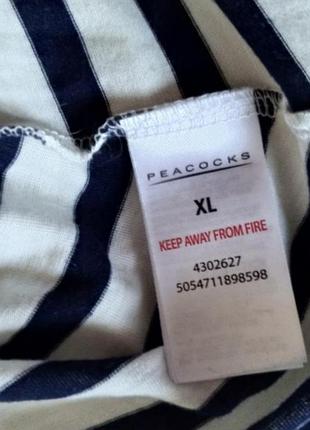 PEACOCKS
XL
KEEP AWAY FROM FIRE
4302627
5054711898598